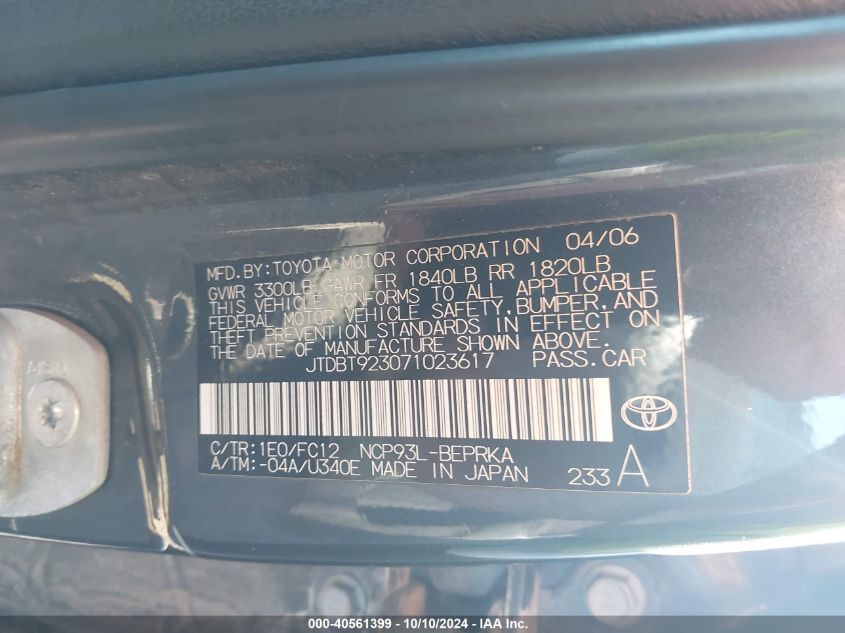 MFD.BY:TOYOTA MOTOR CORPORATION 04/06
GVWR 3300LB GAWR FR 1840LB RR 1820LB
THIS VEHICLE CONFORMS TO ALL APPLICABLE
FEDERAL MOTOR VEHICLE SAFETY,BUMPER,AND
THEFT PREVENTION STANDARDS IN EFFECT ON
THE DATE OF MANUFACTURE SHOWN ABOVE.
JTDBT923071023617 PASS.CAR
C/TR:1E0/FC12 NCP93L-BEPRKA
A/TM:-04A/U340E MADE IN JAPAN 233 A
AISIN
000-40561399 - 10/10/2024 - IAAI.COM. INC.